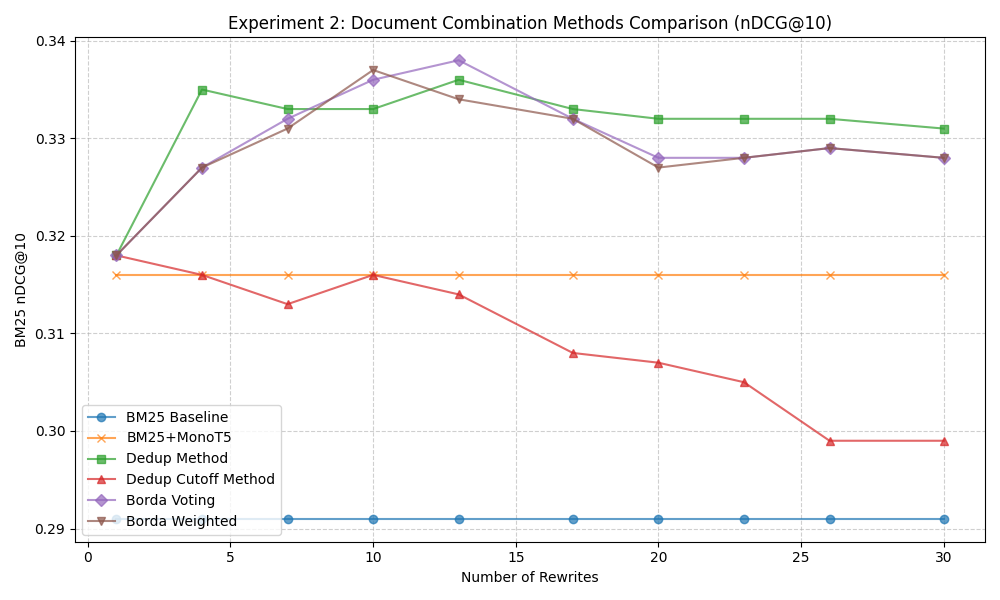 Experiment 2: Document Combination Methods Comparison (nDCG@10)
0.34
0.33
0.32
0.31
0.30
0.29
BM25 nDCG@10
BM25 Baseline
BM25+MonoT5
Dedup Method
Dedup Cutoff Method
Borda Voting
Borda Weighted
0 5 10 15 20 25 30
Number of Rewrites